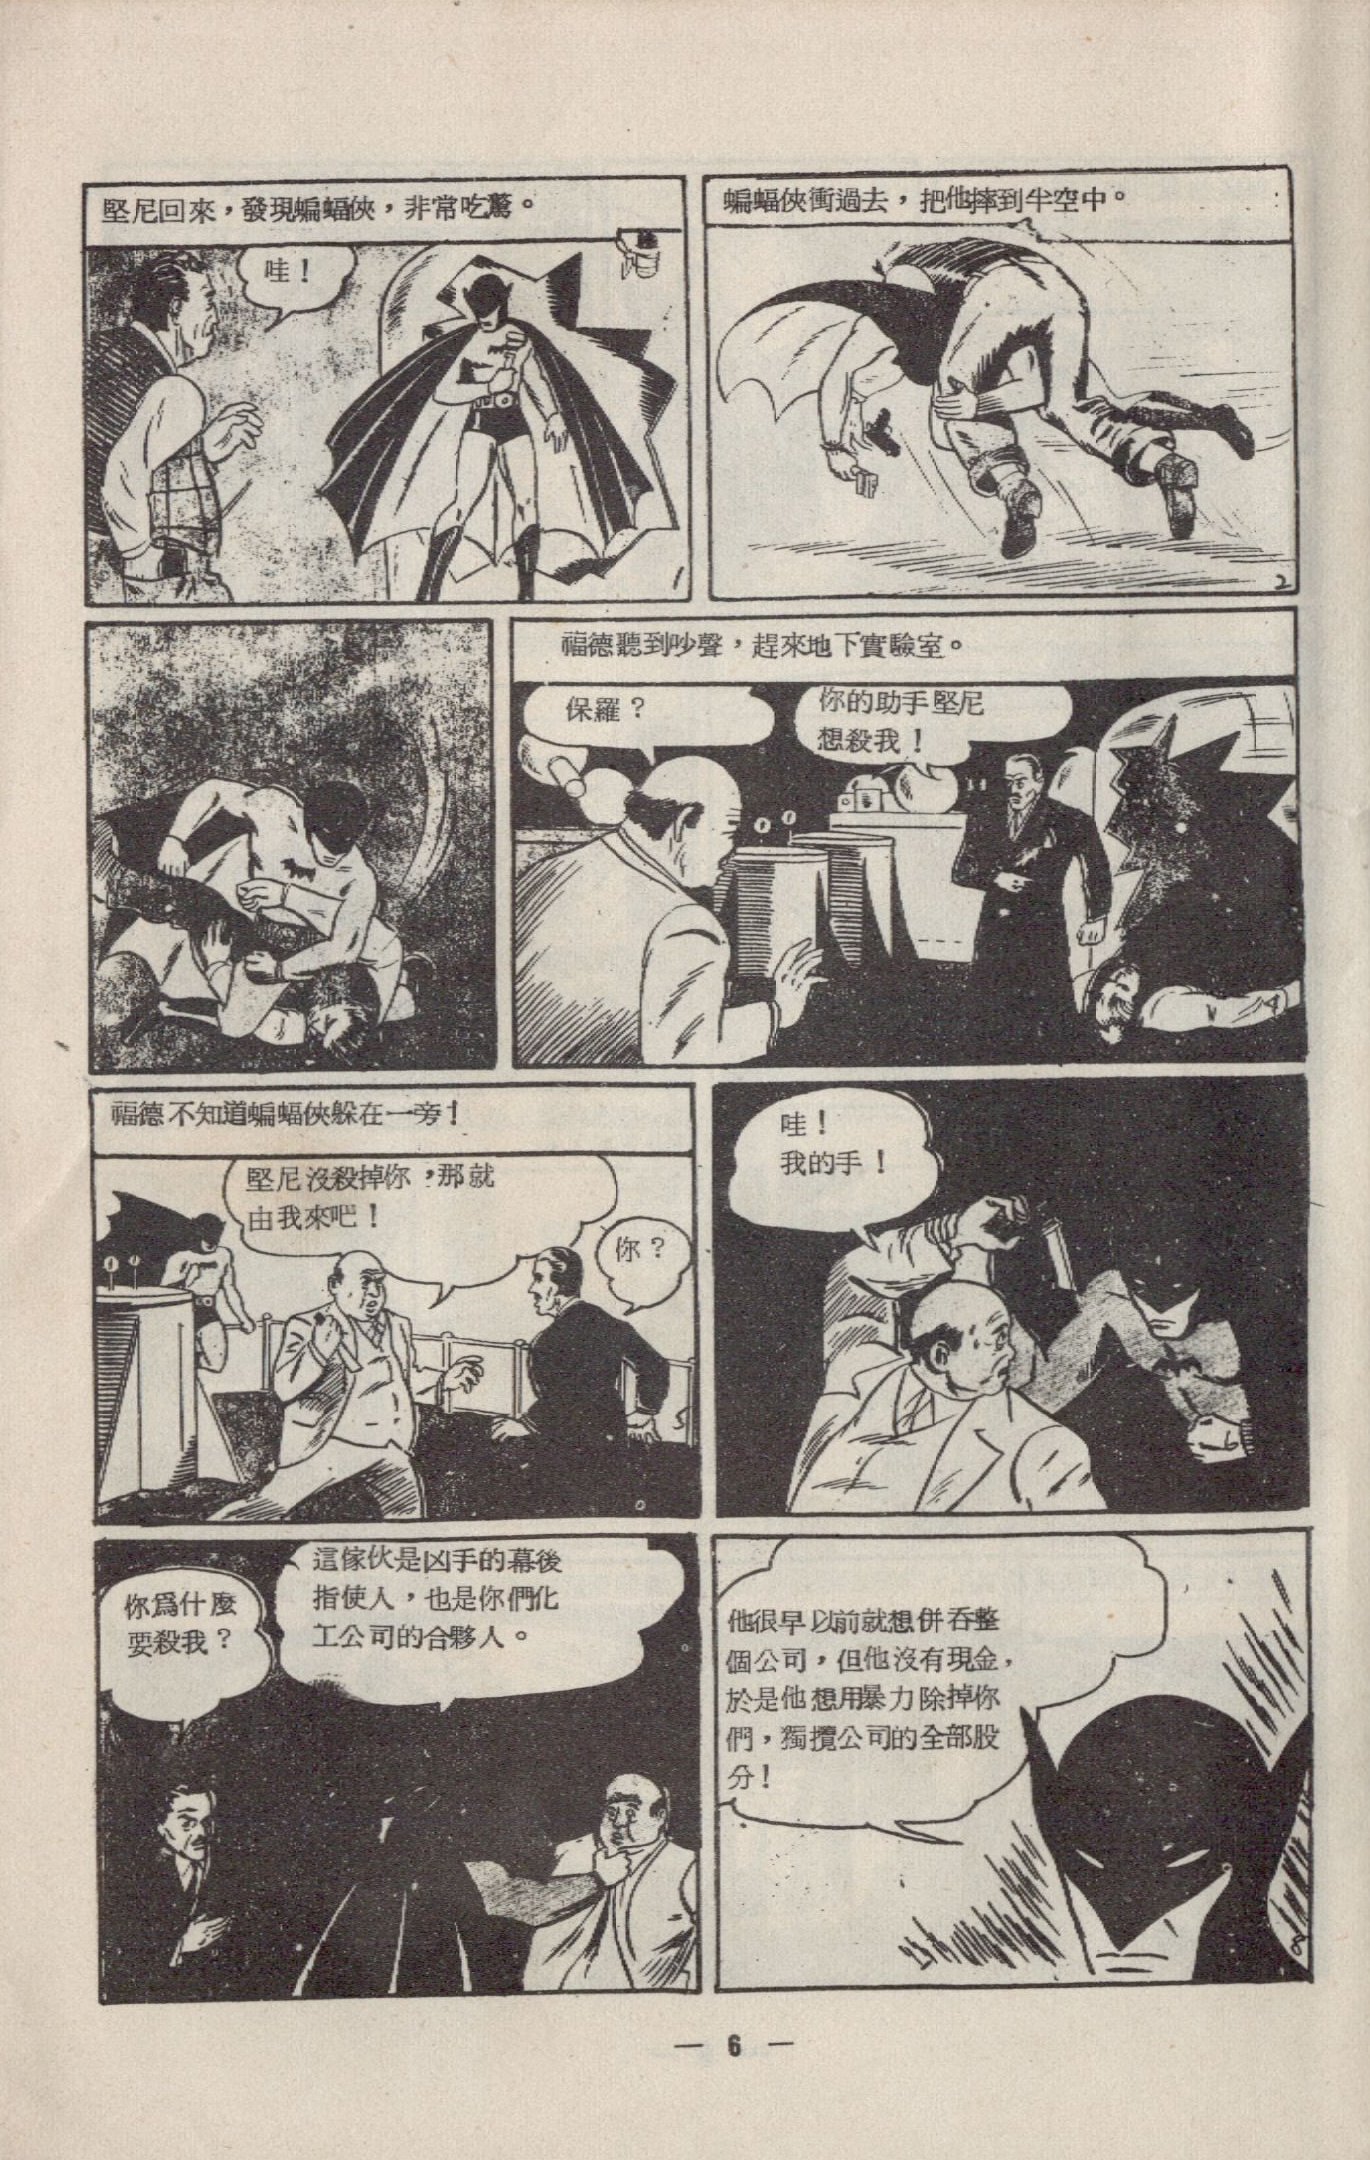 堅尼回來，發現蝙蝠俠，非常吃驚。
哇！
1
蝙蝠俠衝過去，把他摔到半空中。
2
福德聽到吵聲，趕來地下實驗室。
保羅？
你的助手堅尼
想殺我！
福德不知道蝙蝠俠躲在一旁！
堅尼沒殺掉你，那就
由我來吧！
你？
5
哇！
我的手！
6
你爲什麼
要殺我？
這傢伙是凶手的幕後
指使人，也是你們化
工公司的合夥人。
他很早以前就想併吞整
個公司，但他沒有現金，
於是他想用暴力除掉你
們，獨攬公司的全部股
分！
8
— 6 —